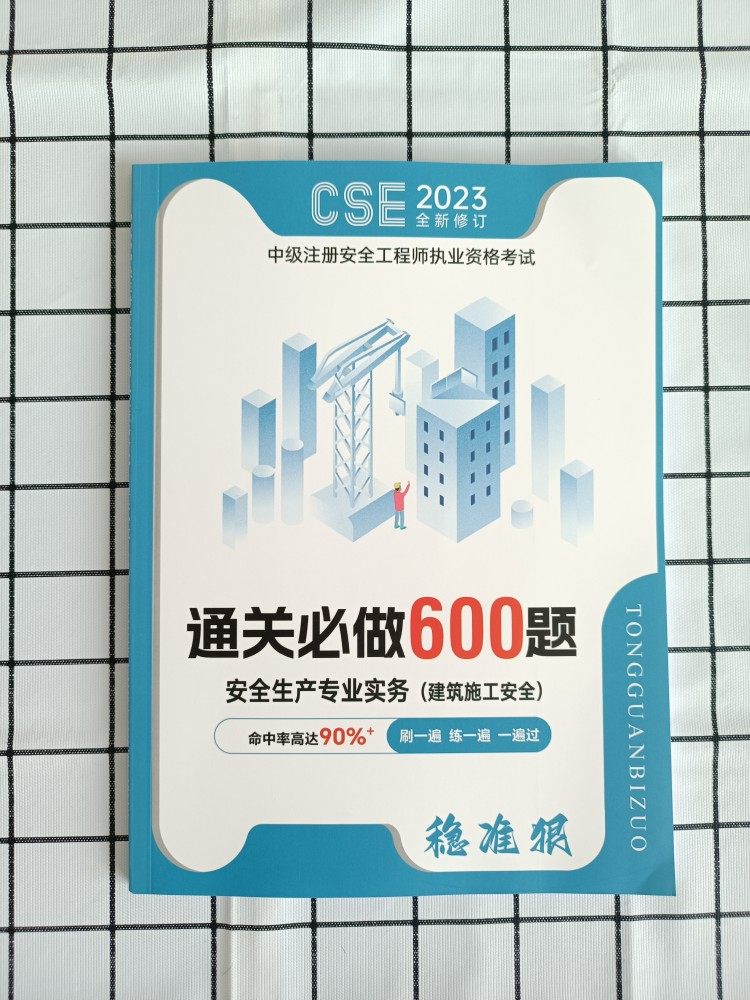 CSE 2023
全新修订
中级注册安全工程师执业资格考试
通关必做600题
安全生产专业实务（建筑施工安全）
命中率高达90%+ 刷一遍 练一遍 一遍过
稳准狠
TONGGUANBIZUO